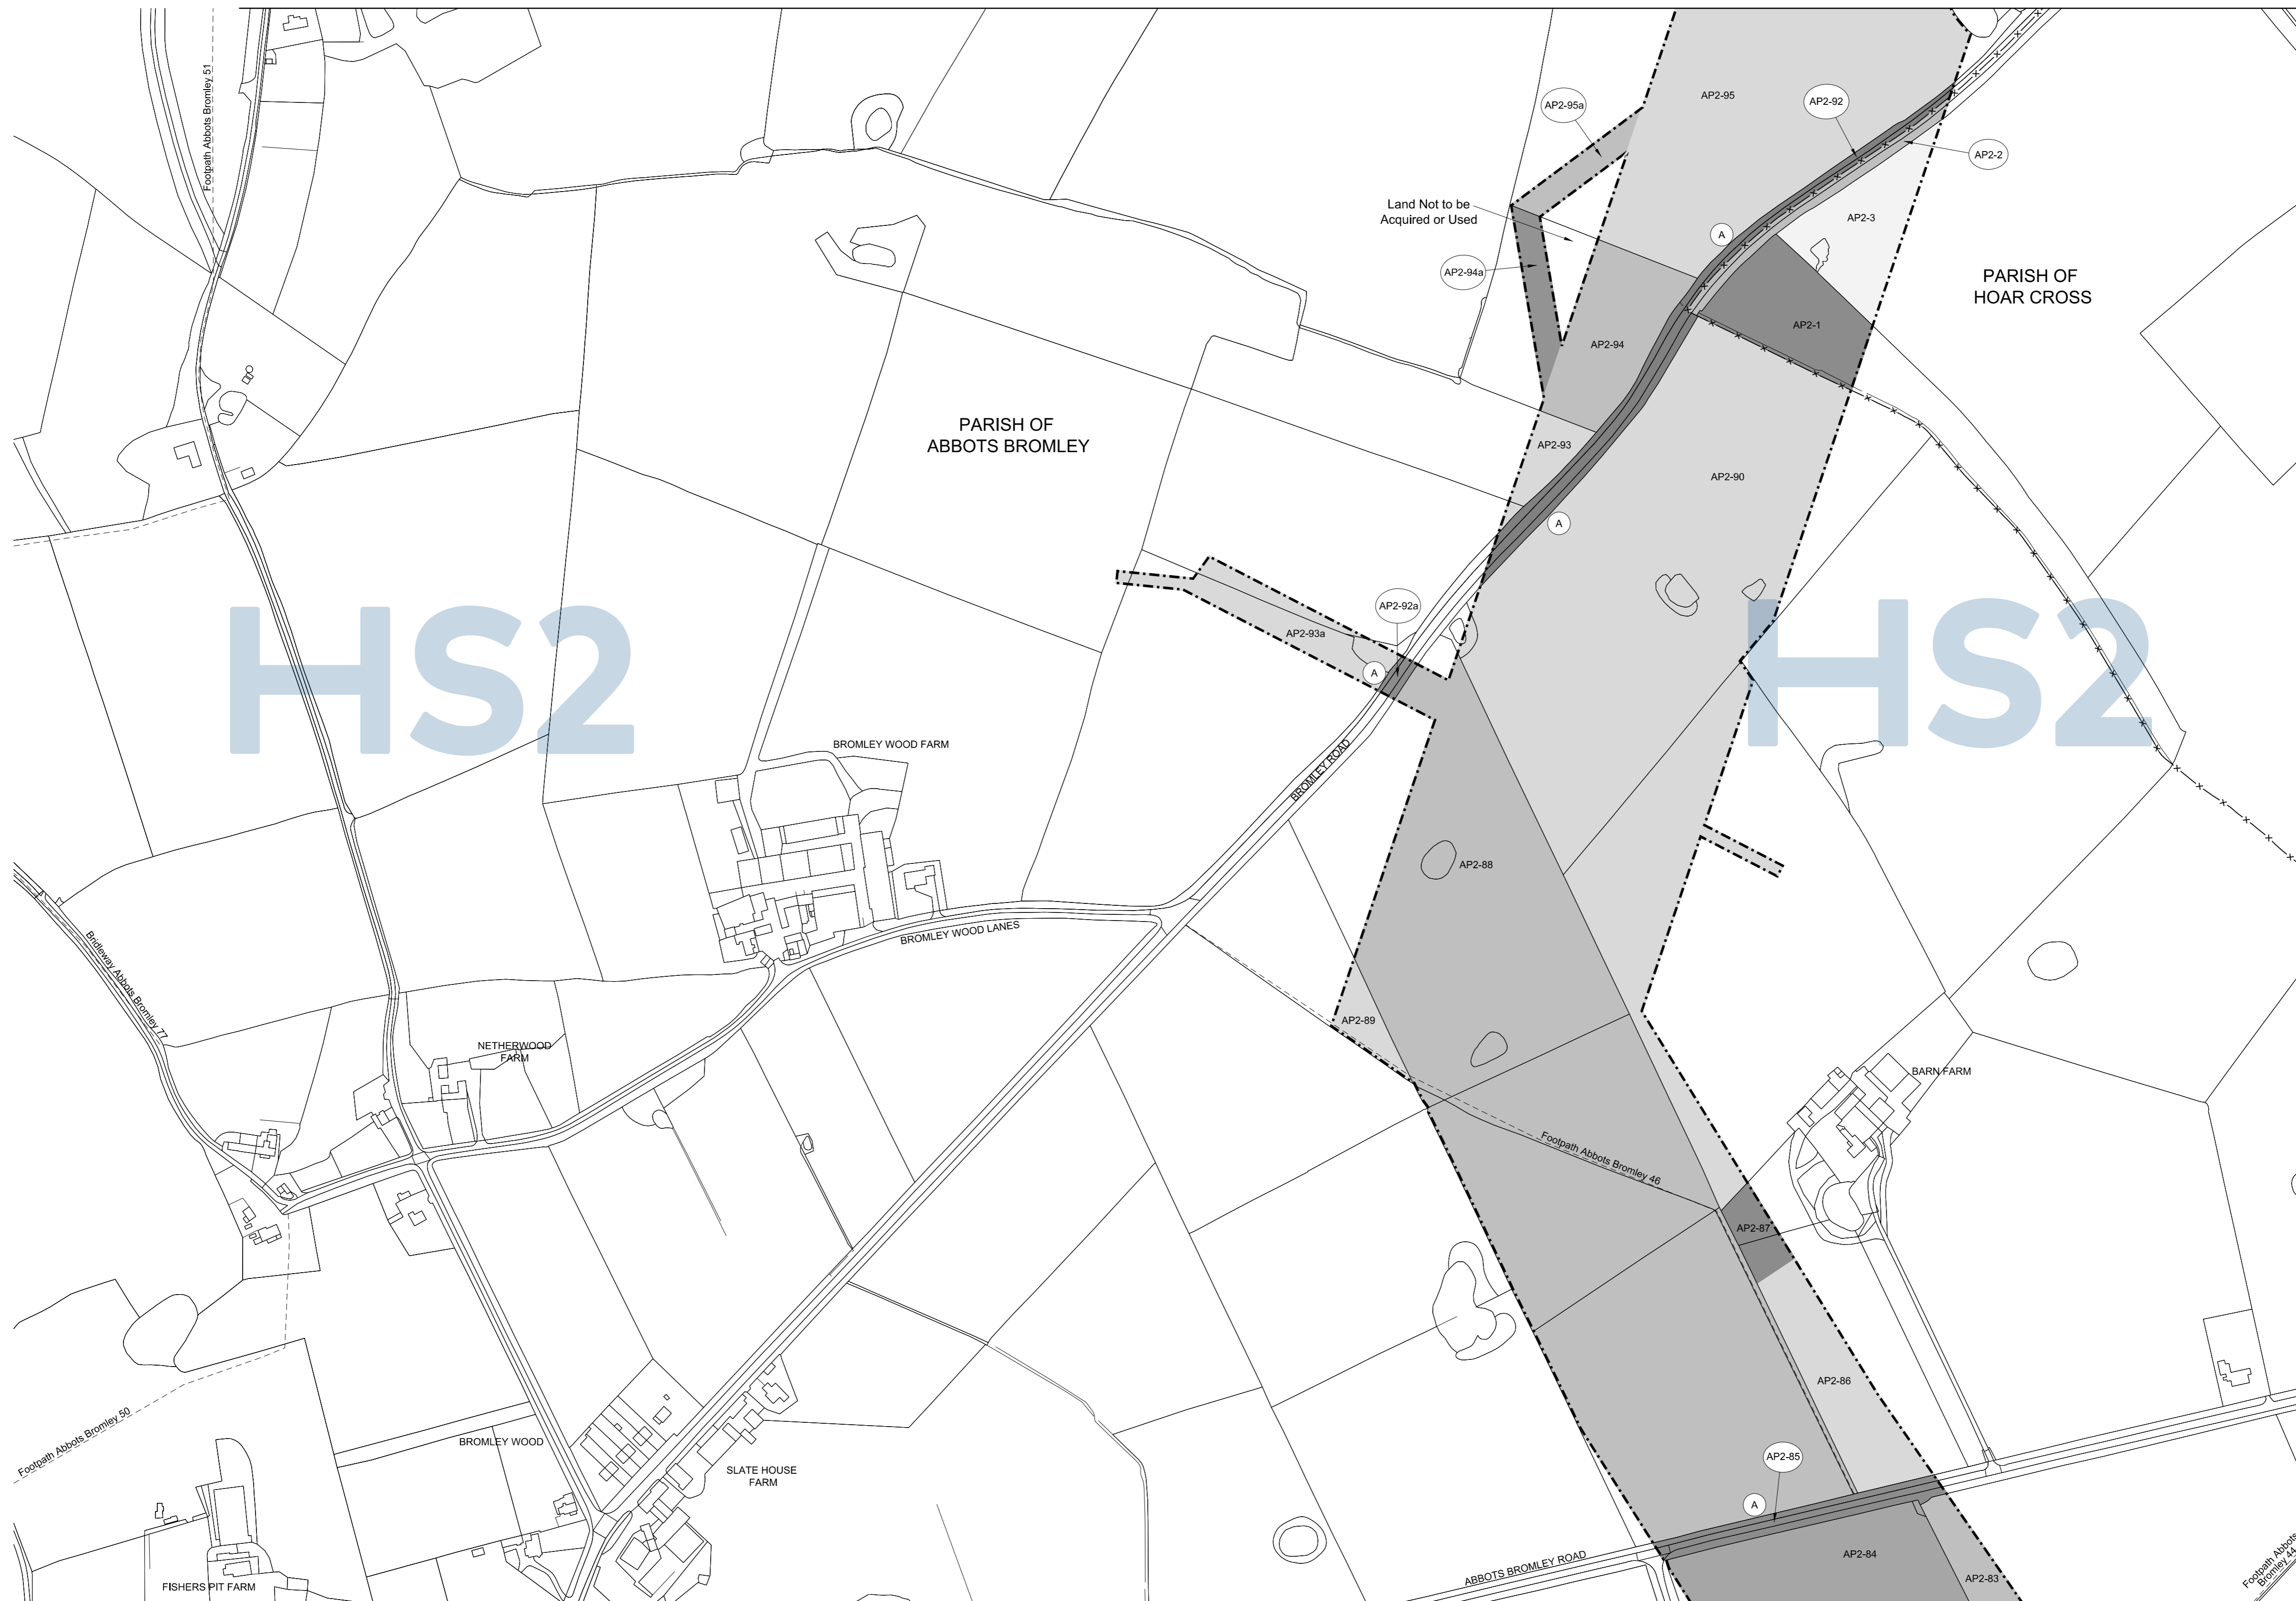 Footpath Abbots Bromley 51
AP2-95
AP2-95a
AP2-92
AP2-2
Land Not to be
Acquired or Used
AP2-3
A
AP2-94a
PARISH OF
HOAR CROSS
AP2-1
AP2-94
PARISH OF
ABBOTS BROMLEY
AP2-93
AP2-90
A
AP2-92a
AP2-93a
A
HS2
HS2
BROMLEY WOOD FARM
BROMLEY ROAD
AP2-88
BROMLEY WOOD LANES
Bridleway Abbots Bromley 77
AP2-89
NETHERWOOD
FARM
BARN FARM
Footpath Abbots Bromley 46
AP2-87
AP2-86
Footpath Abbots Bromley 50
BROMLEY WOOD
SLATE HOUSE
FARM
AP2-85
A
ABBOTS BROMLEY ROAD
AP2-84
AP2-83
FISHERS PIT FARM
Footpath Abbots
Bromley 44